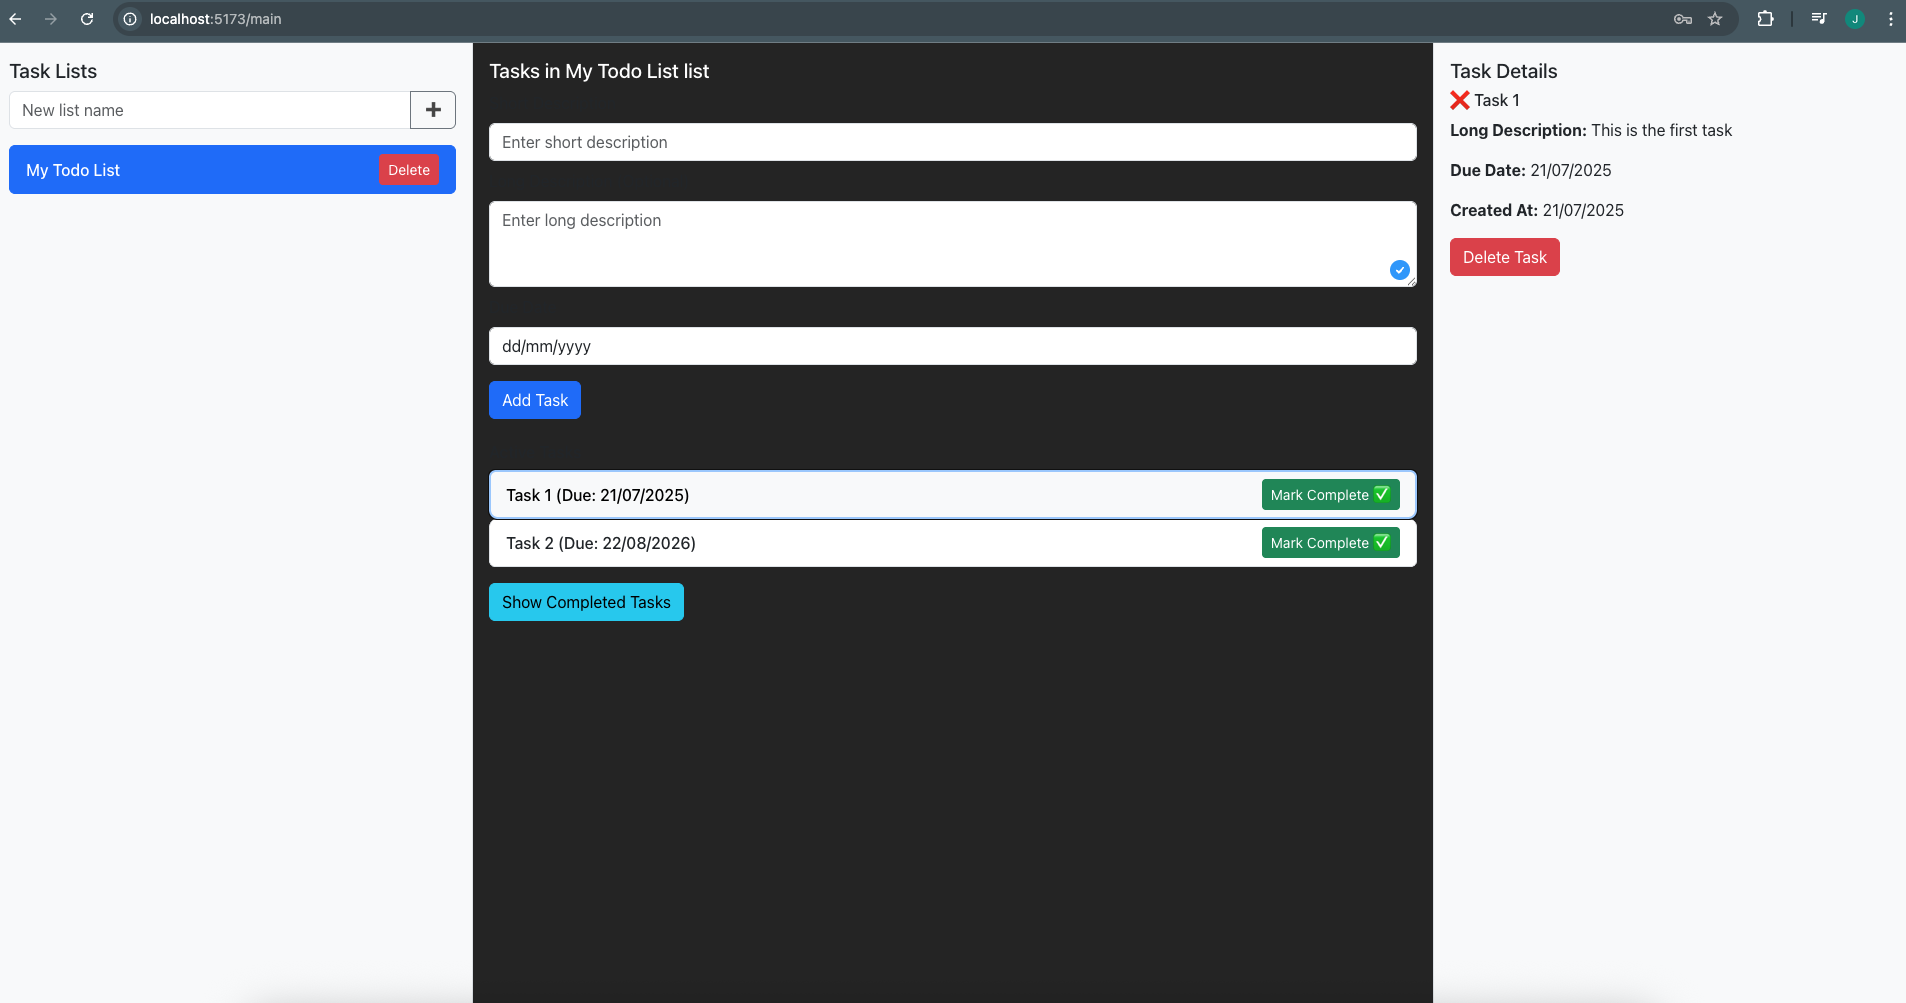 localhost:5173/main
J
Task Lists
New list name
My Todo List Delete
Tasks in My Todo List list
Enter short description
Enter long description
dd/mm/yyyy
Add Task
Task 1 (Due: 21/07/2025) Mark Complete ✅
Task 2 (Due: 22/08/2026) Mark Complete ✅
Show Completed Tasks
Task Details
❌ Task 1
Long Description: This is the first task
Due Date: 21/07/2025
Created At: 21/07/2025
Delete Task